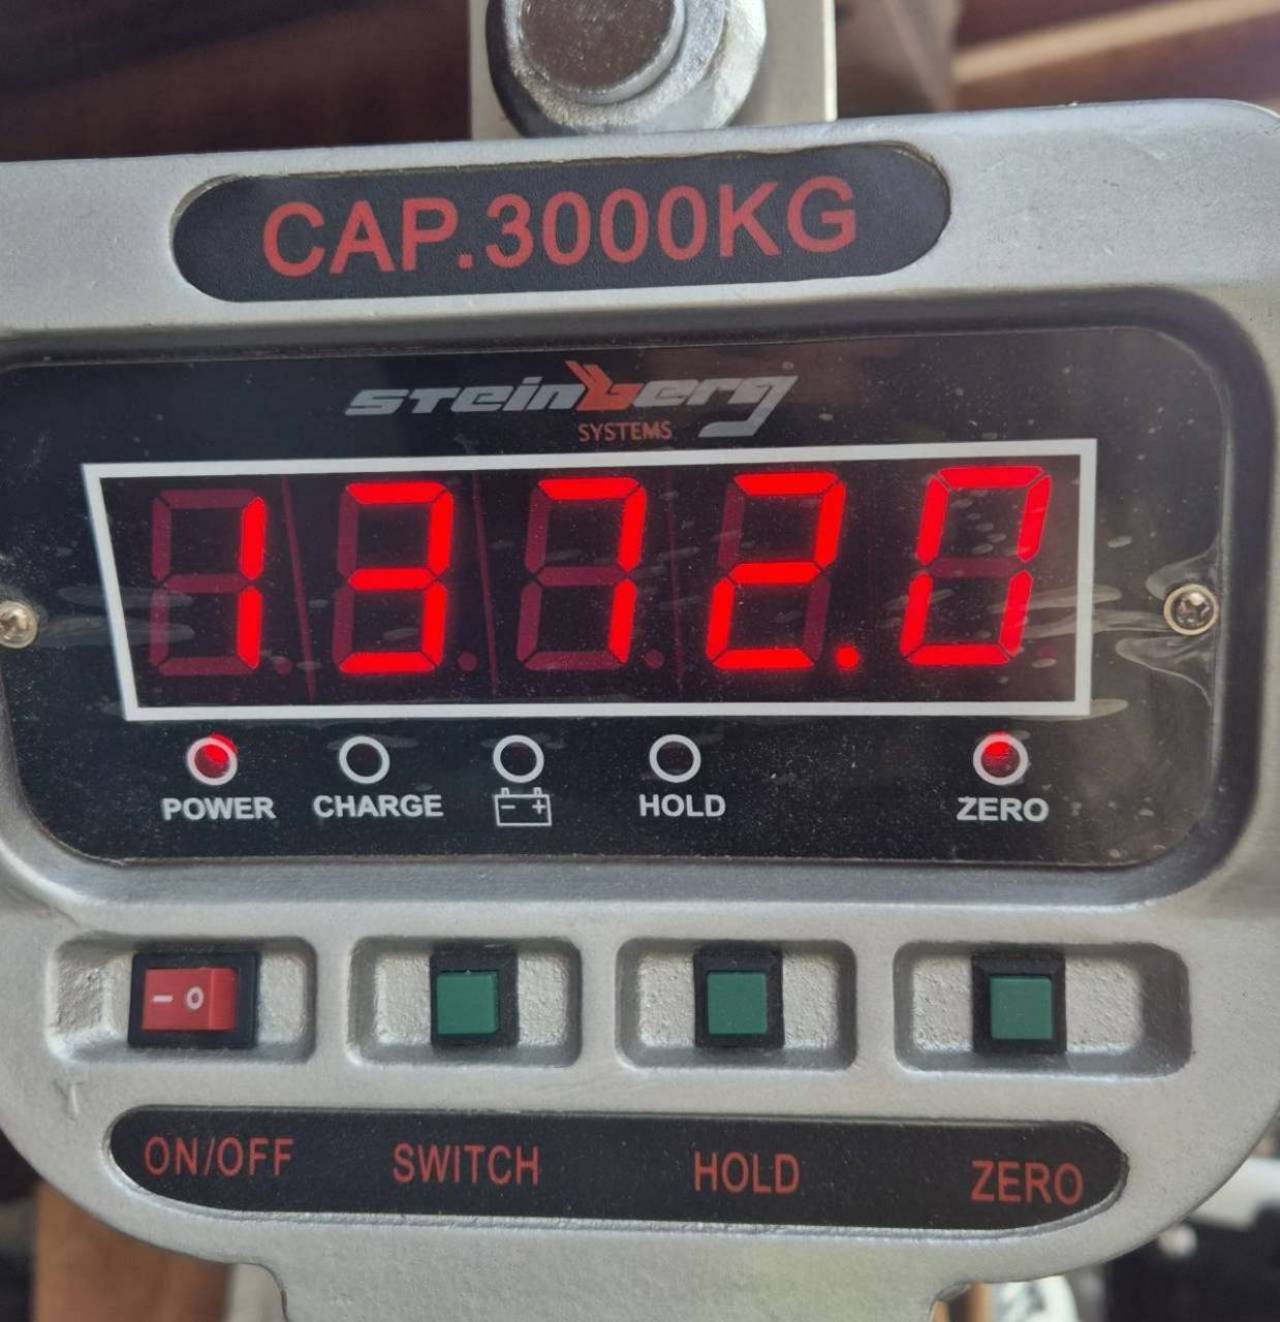 CAP.3000KG
steinberg
SYSTEMS
1372.0
POWER CHARGE - + HOLD ZERO
- O
ON/OFF SWITCH HOLD ZERO